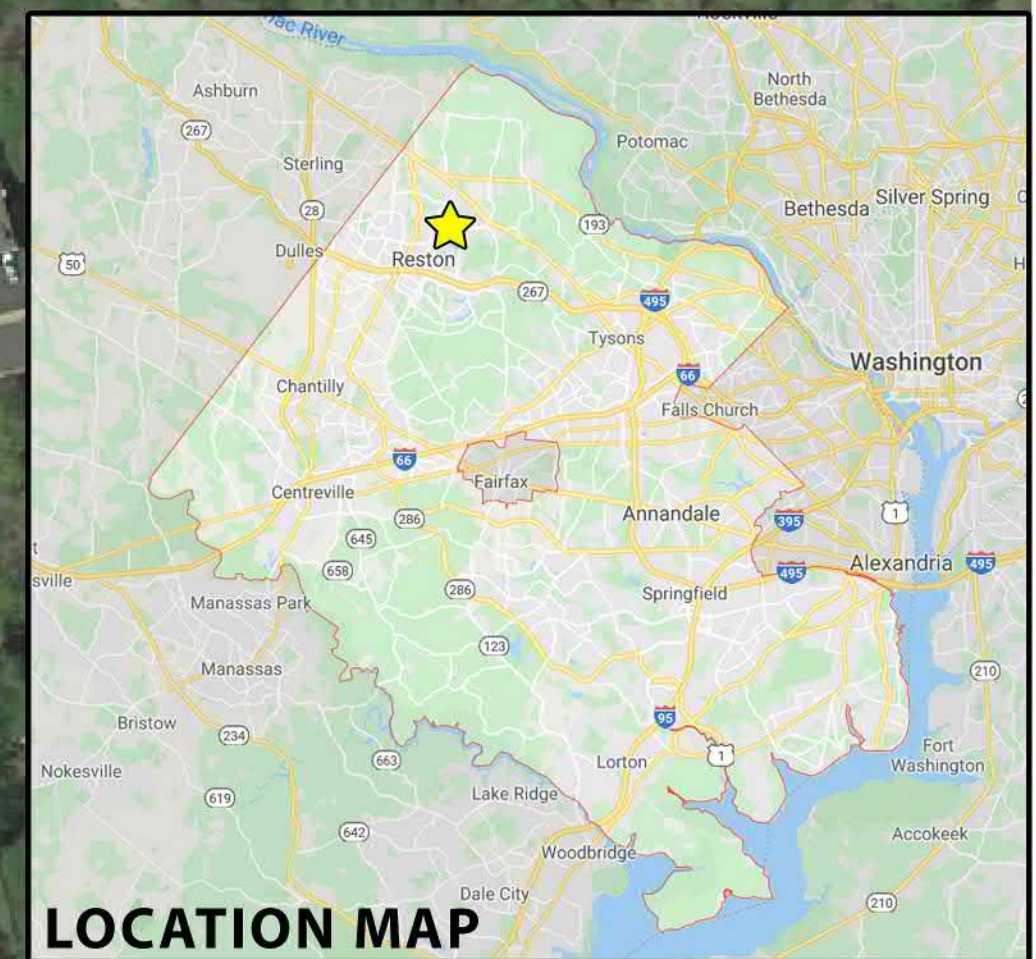 ac River
Ashburn
North
Bethesda
267
Potomac
Sterling
Silver Spring
28
193
Bethesda
Dulles
Reston
50
267
495
Tysons
Washington
66
Chantilly
Falls Church
66
Fairfax
Centreville
1
286
Annandale
395
645
Alexandria
495
658
495
sville
286
Springfield
Manassas Park
123
Manassas
210
95
Bristow
234
1
Fort
Washington
663
Lorton
Nokesville
Lake Ridge
619
642
Accokeek
Woodbridge
Dale City
210
LOCATION MAP